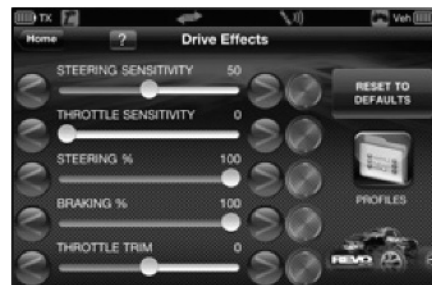 TX Veh
Home ? Drive Effects
STEERING SENSITIVITY 50
THROTTLE SENSITIVITY 0
STEERING % 100
BRAKING % 100
THROTTLE TRIM 0
RESET TO
DEFAULTS
PROFILES
REVO